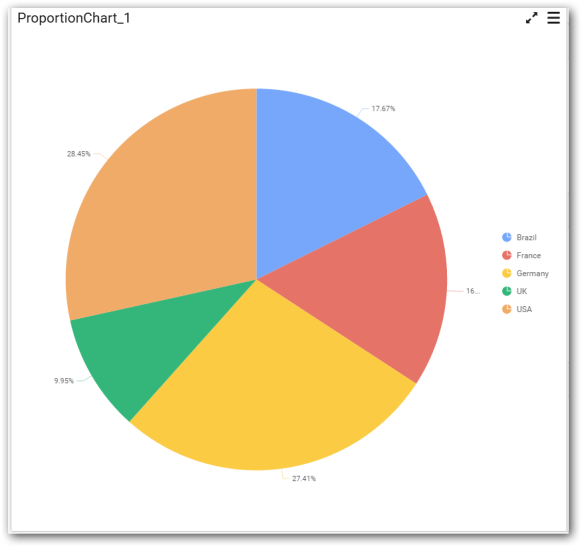 ProportionChart_1
17.67%
28.45%
Brazil
France
Germany
16...
UK
USA
9.95%
27.41%